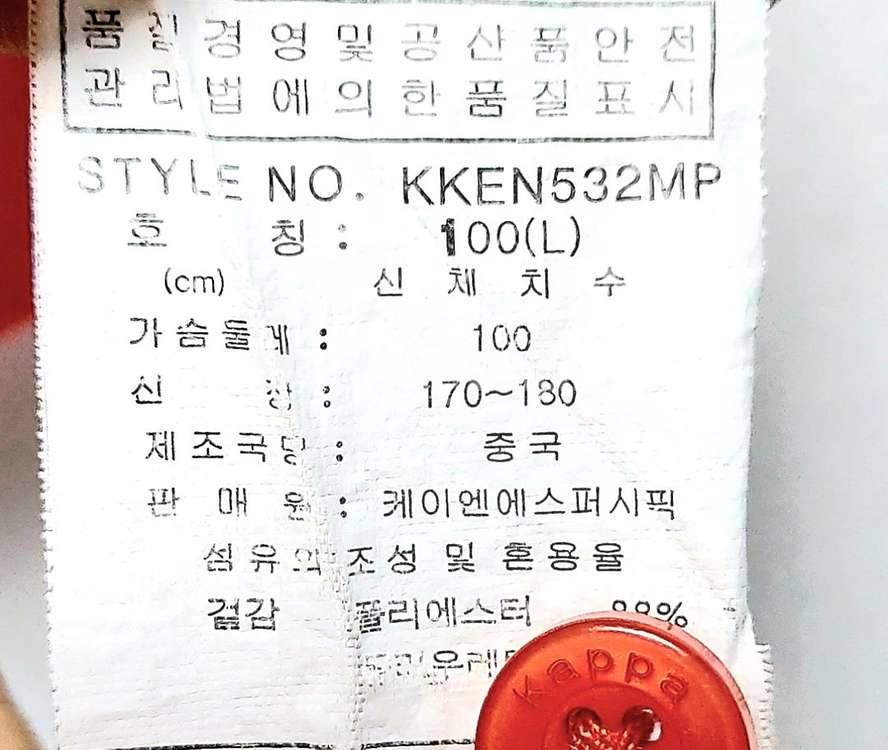 품 질 경 영 및 공 산 품 안 전
관 리 법 에 의 한 품 질 표 시
STYLE NO. KKEN532MP
호 칭 : 100(L)
(cm) 신 체 치 수
가슴둘레 : 100
신 장 : 170~180
제조국명 : 중국
판 매 원 : 케이엔에스퍼시픽
섬유의 조성 및 혼용율
겉감 폴리에스터 88%
kappa